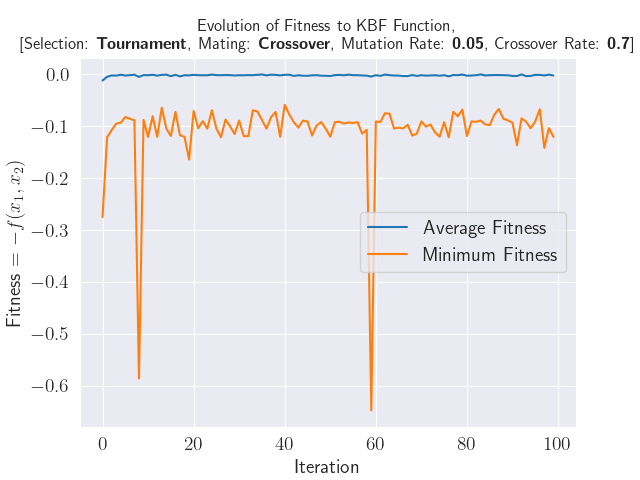 Evolution of Fitness to KBF Function,
[Selection: Tournament, Mating: Crossover, Mutation Rate: 0.05, Crossover Rate: 0.7]
0.0
−0.1
−0.2
−0.3
−0.4
−0.5
−0.6
Fitness = −f(x₁, x₂)
Average Fitness
Minimum Fitness
0 20 40 60 80 100
Iteration